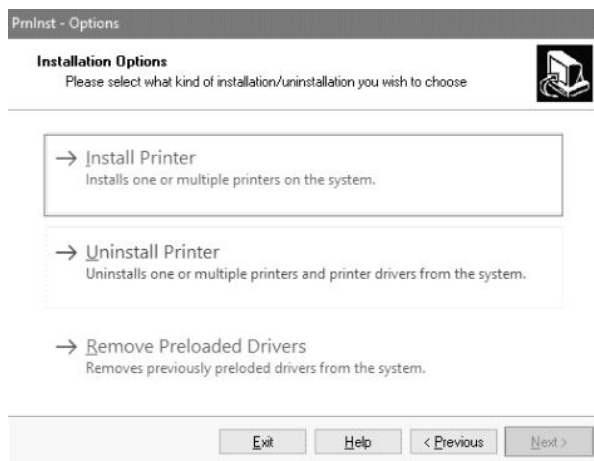 PrnInst - Options
Installation Options
Please select what kind of installation/uninstallation you wish to choose
→ Install Printer
Installs one or multiple printers on the system.
→ Uninstall Printer
Uninstalls one or multiple printers and printer drivers from the system.
→ Remove Preloaded Drivers
Removes previously preloded drivers from the system.
Exit Help < Previous Next >